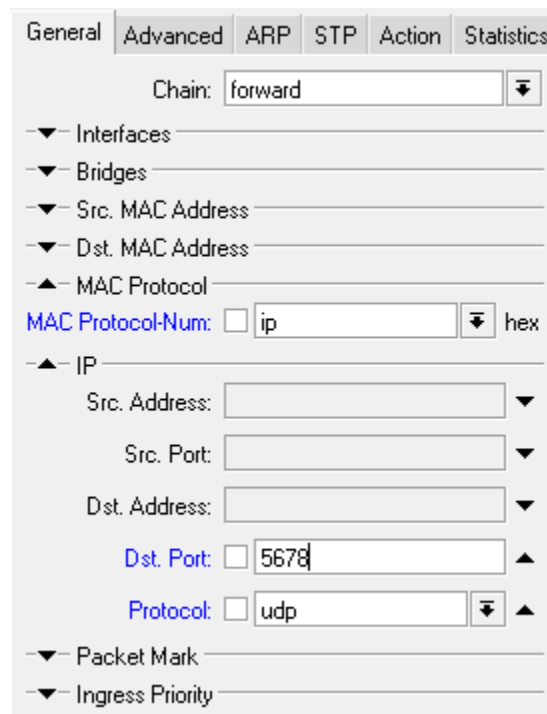 General Advanced ARP STP Action Statistics
Chain: forward
Interfaces
Bridges
Src. MAC Address
Dst. MAC Address
MAC Protocol
MAC Protocol-Num: ip hex
IP
Src. Address:
Src. Port:
Dst. Address:
Dst. Port: 5678
Protocol: udp
Packet Mark
Ingress Priority